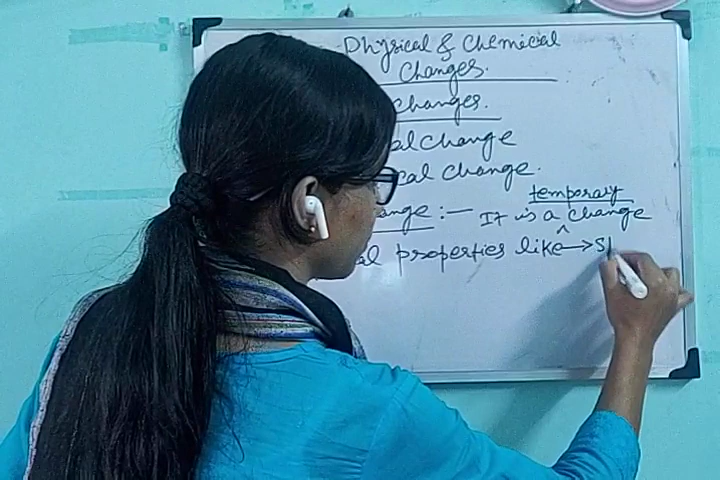 Physical & Chemical
Changes.
Changes.
al change
cal change.
temporary
ange :— It is a ^ change
al properties like → s